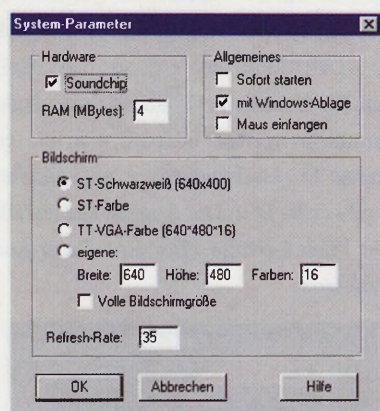 System-Parameter
Hardware
Soundchip
RAM (MBytes): 4
Allgemeines
Sofort starten
mit Windows-Ablage
Maus einfangen
Bildschirm
ST-Schwarzweiß (640x400)
ST-Farbe
TT-VGA-Farbe (640*480*16)
eigene:
Breite: 640 Höhe: 480 Farben: 16
Volle Bildschirmgröße
Refresh-Rate: 35
OK Abbrechen Hilfe